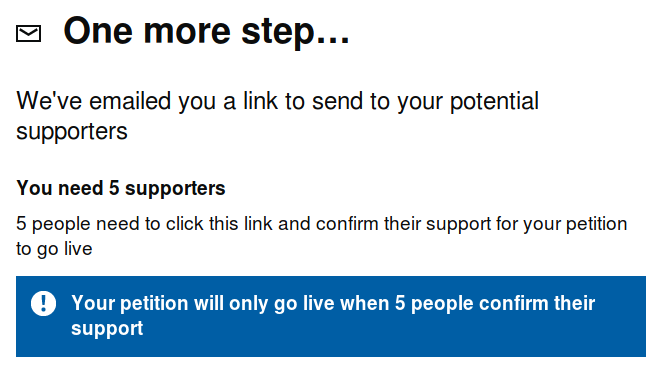 One more step…
We've emailed you a link to send to your potential
supporters
You need 5 supporters
5 people need to click this link and confirm their support for your petition
to go live
Your petition will only go live when 5 people confirm their
support